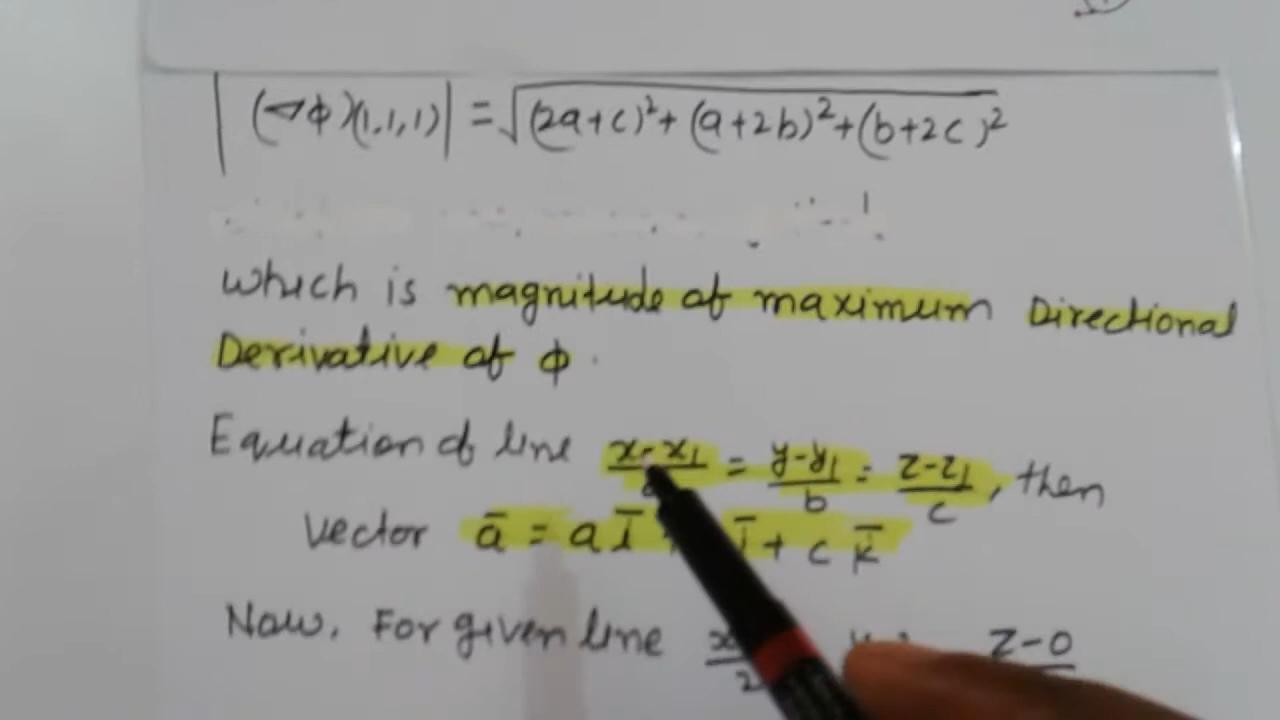 |(∇ϕ)(1,1,1)| = √(2a+c)²+(a+2b)²+(b+2c)²
which is magnitude of maximum Directional
Derivative of ϕ.
Equation of line x-x1/a = y-y1/b = z-z1/c, then
vector ā = a ī + j̄ + c k̄
Now, For given line x/2 z-0